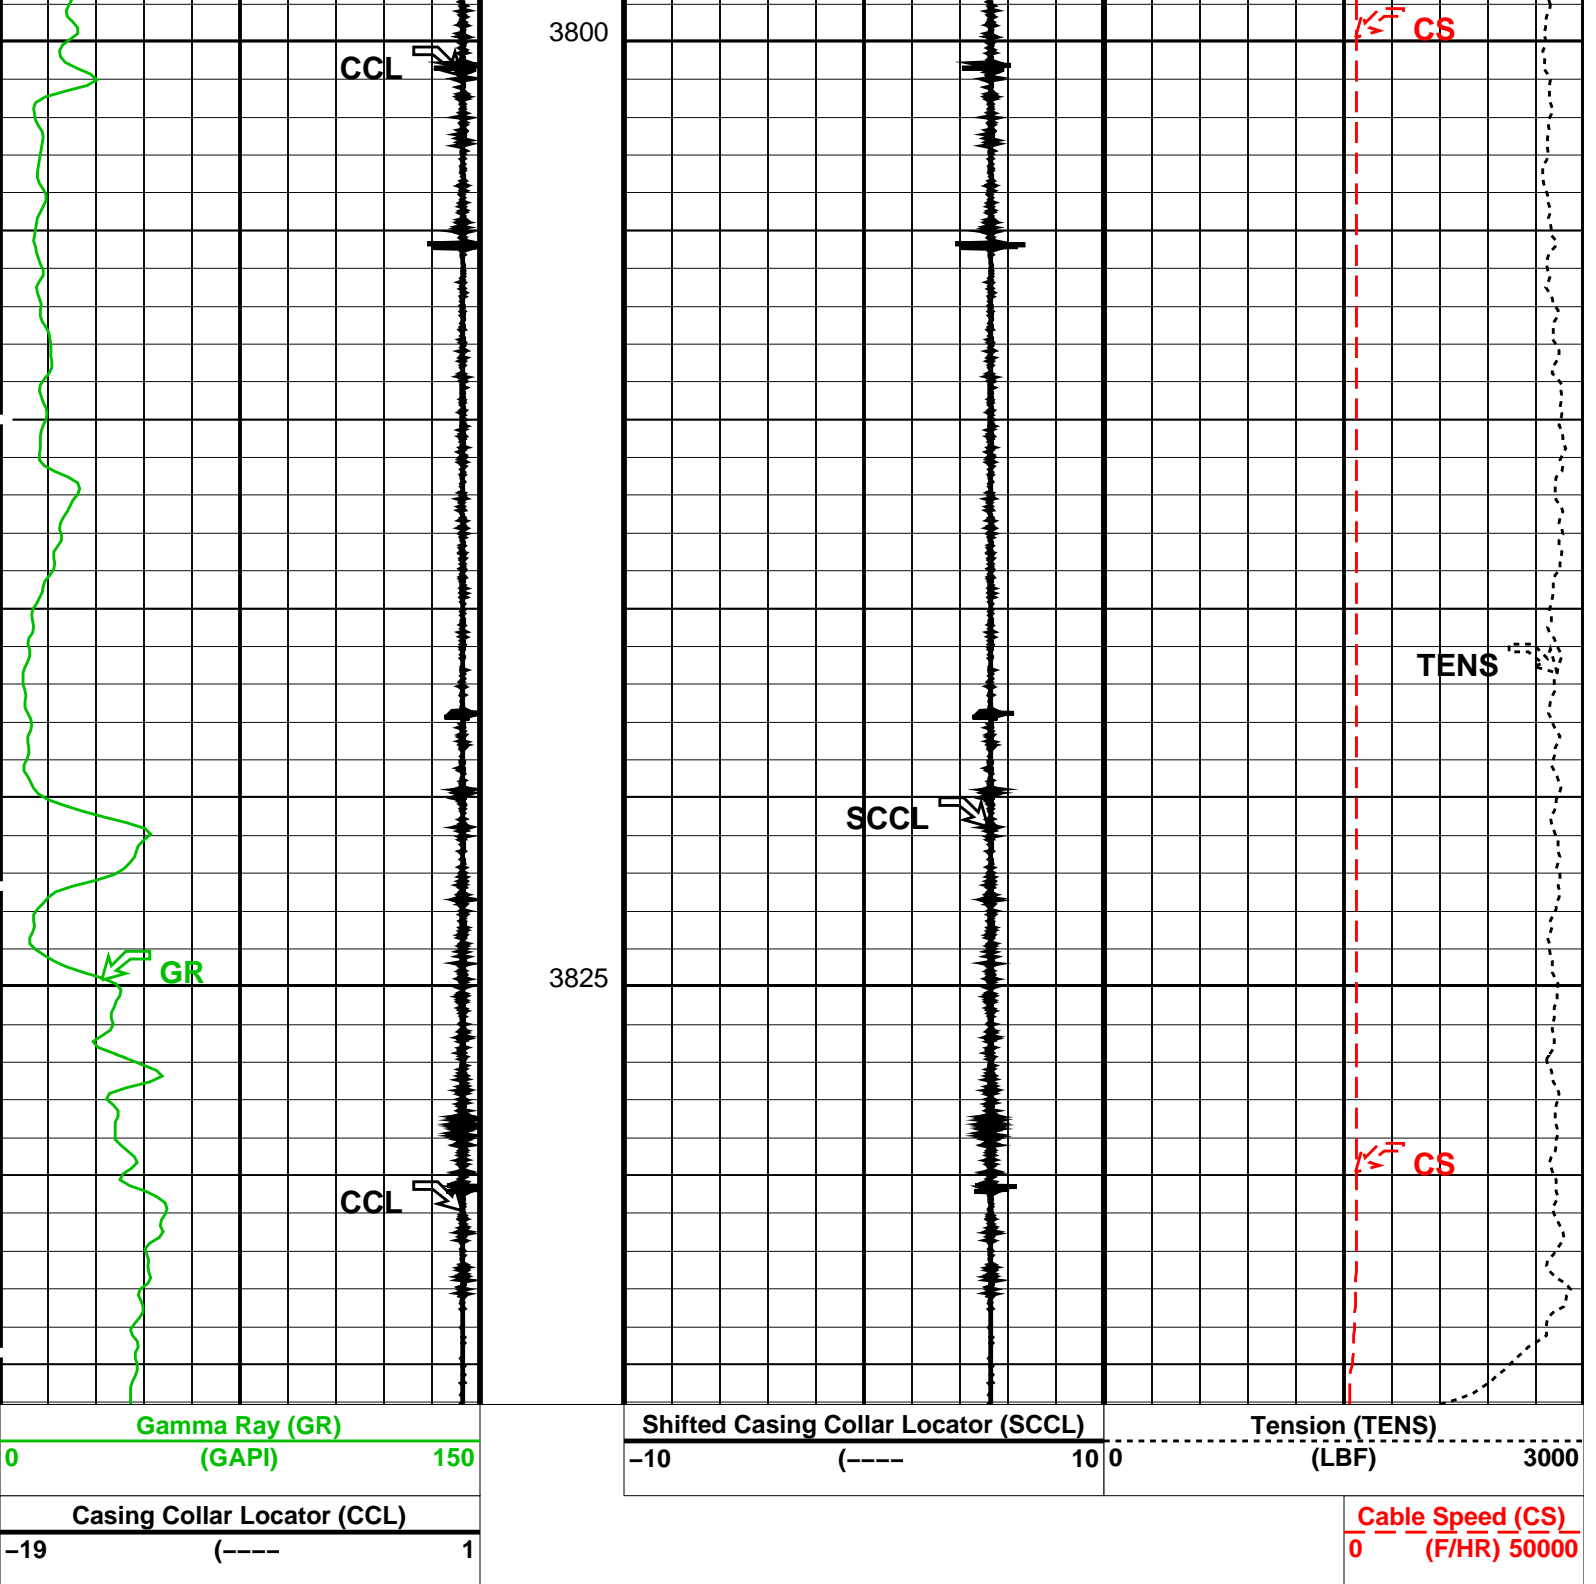 3800
CS
CCL
TENS
SCCL
GR
3825
CS
CCL
Gamma Ray (GR)
0 (GAPI) 150
Shifted Casing Collar Locator (SCCL)
−10 (−−−− 10
Tension (TENS)
0 (LBF) 3000
Casing Collar Locator (CCL)
−19 (−−−− 1
Cable Speed (CS)
0 (F/HR) 50000